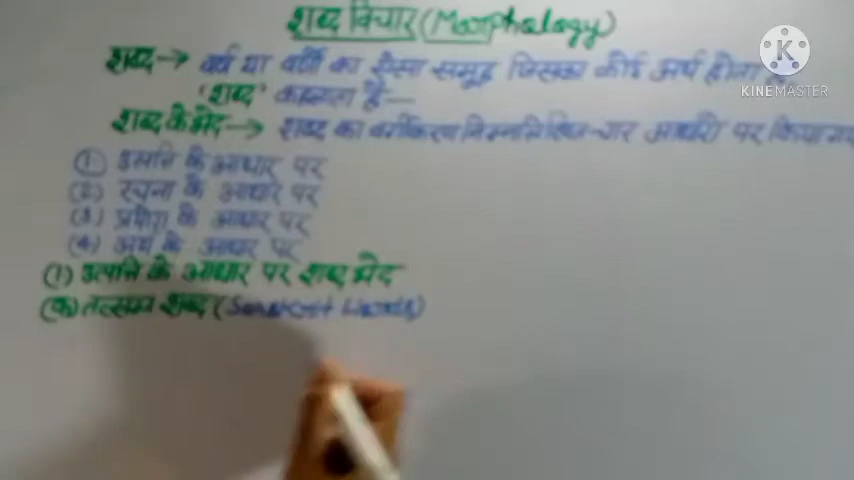 शब्द विचार (Morphology)
शब्द → वर्ण या वर्णों का ऐसा समूह जिसका कोई अर्थ होता है
'शब्द' कहलाता है—
शब्द के भेद → शब्द का वर्गीकरण निम्नलिखित चार आधारों पर किया गया
(1) उत्पत्ति के आधार पर
(2) रचना के आधार पर
(3) प्रयोग के आधार पर
(4) अर्थ के आधार पर
(1) उत्पत्ति के आधार पर शब्द भेद
(क) तत्सम शब्द (Sanskrit Words)
KINEMASTER